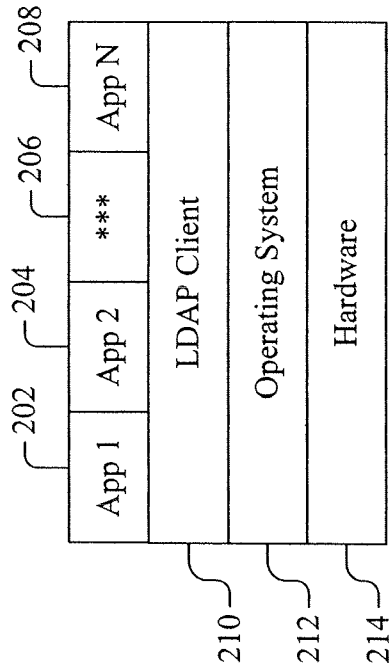 202 204 206 208
App 1 App 2 *** App N
LDAP Client
210
Operating System
212
Hardware
214